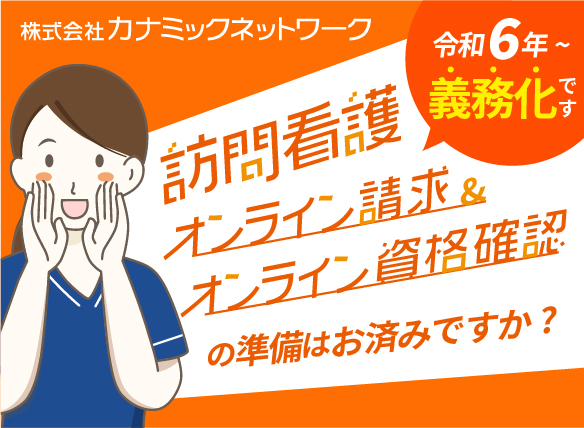 株式会社 カナミックネットワーク
令和6年~
義務化です
訪問看護
オンライン請求&
オンライン資格確認
の準備はお済みですか?